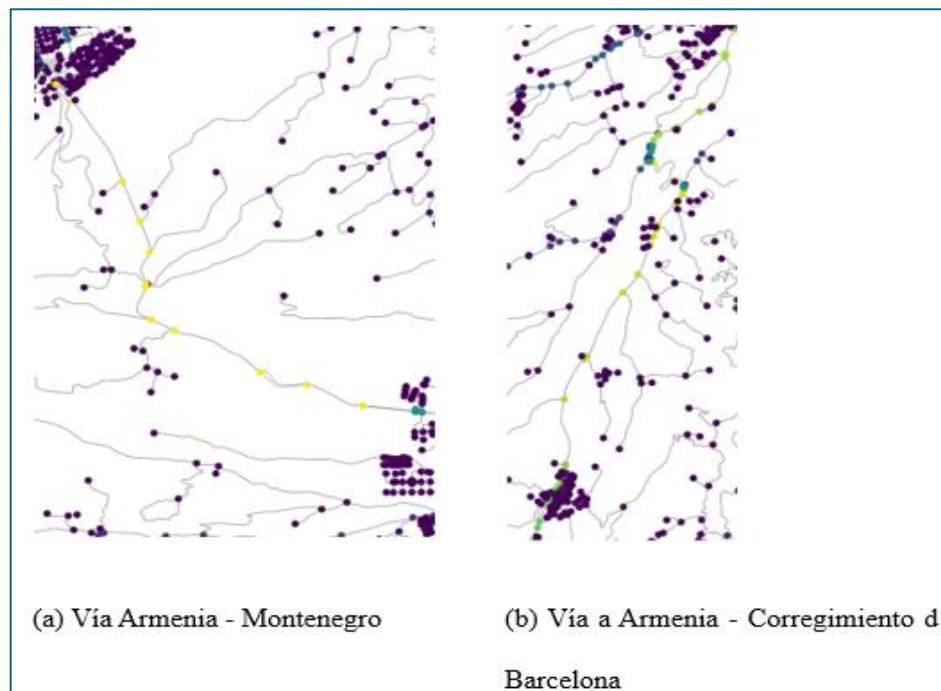 (a) Vía Armenia - Montenegro
(b) Vía a Armenia - Corregimiento d
Barcelona